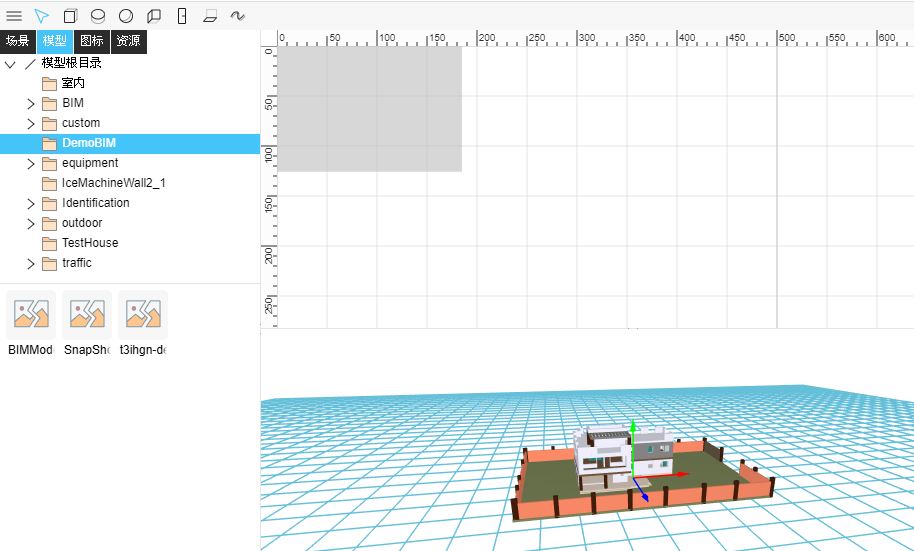 场景 模型 图标 资源
模型根目录
室内
BIM
custom
DemoBIM
equipment
IceMachineWall2_1
Identification
outdoor
TestHouse
traffic
BIMMod SnapSho t3ihgn-de
0 50 100 150 200 250 300 350 400 450 500 550 600
0
50
100
150
200
250